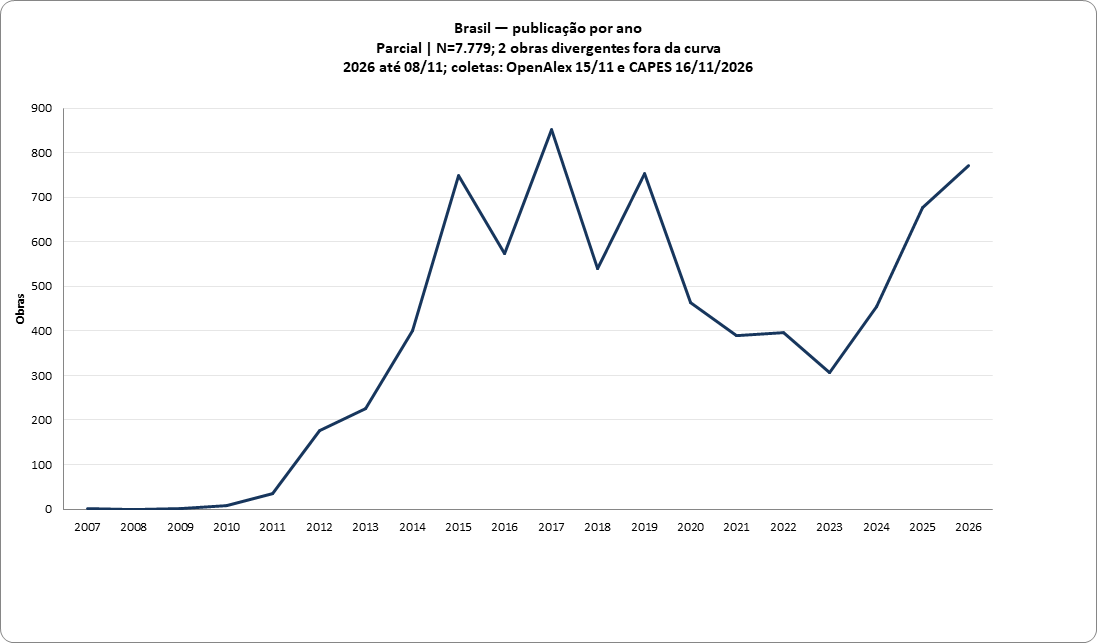 Brasil — publicação por ano
Parcial | N=7.779; 2 obras divergentes fora da curva
2026 até 08/11; coletas: OpenAlex 15/11 e CAPES 16/11/2026
900
800
700
600
500
400
300
200
100
0
Obras
2007 2008 2009 2010 2011 2012 2013 2014 2015 2016 2017 2018 2019 2020 2021 2022 2023 2024 2025 2026